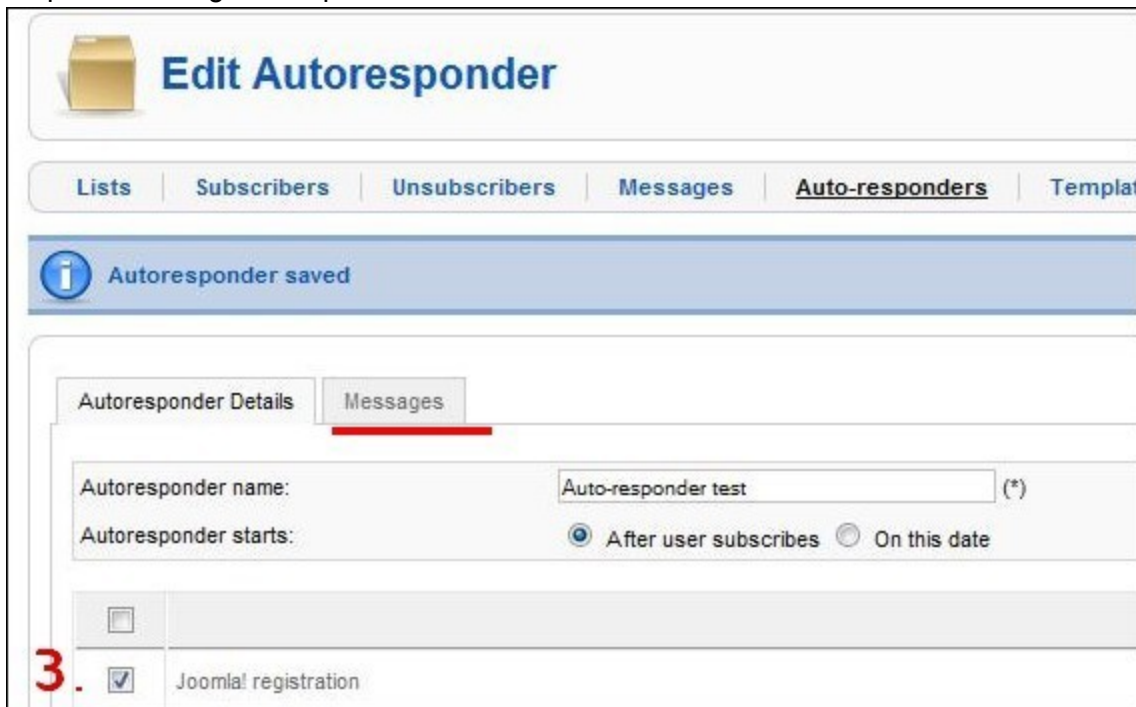 Edit Autoresponder
Lists Subscribers Unsubscribers Messages Auto-responders Templat
Autoresponder saved
Autoresponder Details Messages
Autoresponder name: Auto-responder test (*)
Autoresponder starts: After user subscribes On this date
3. Joomla! registration